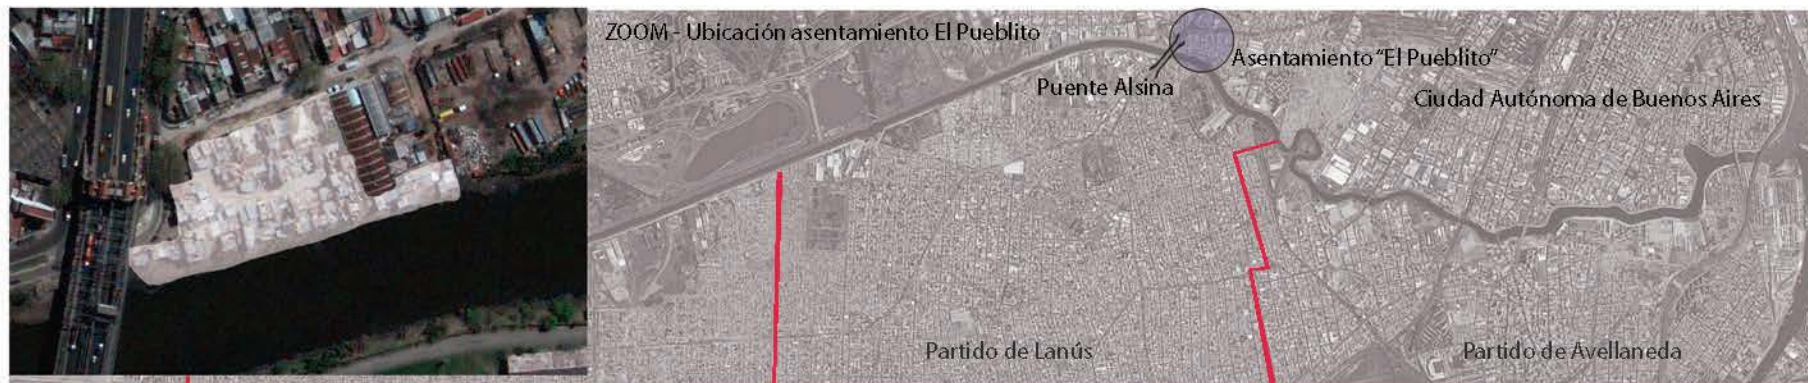 ZOOM - Ubicación asentamiento El Pueblito
Asentamiento "El Pueblito"
Puente Alsina
Ciudad Autónoma de Buenos Aires
Partido de Lanús
Partido de Avellaneda